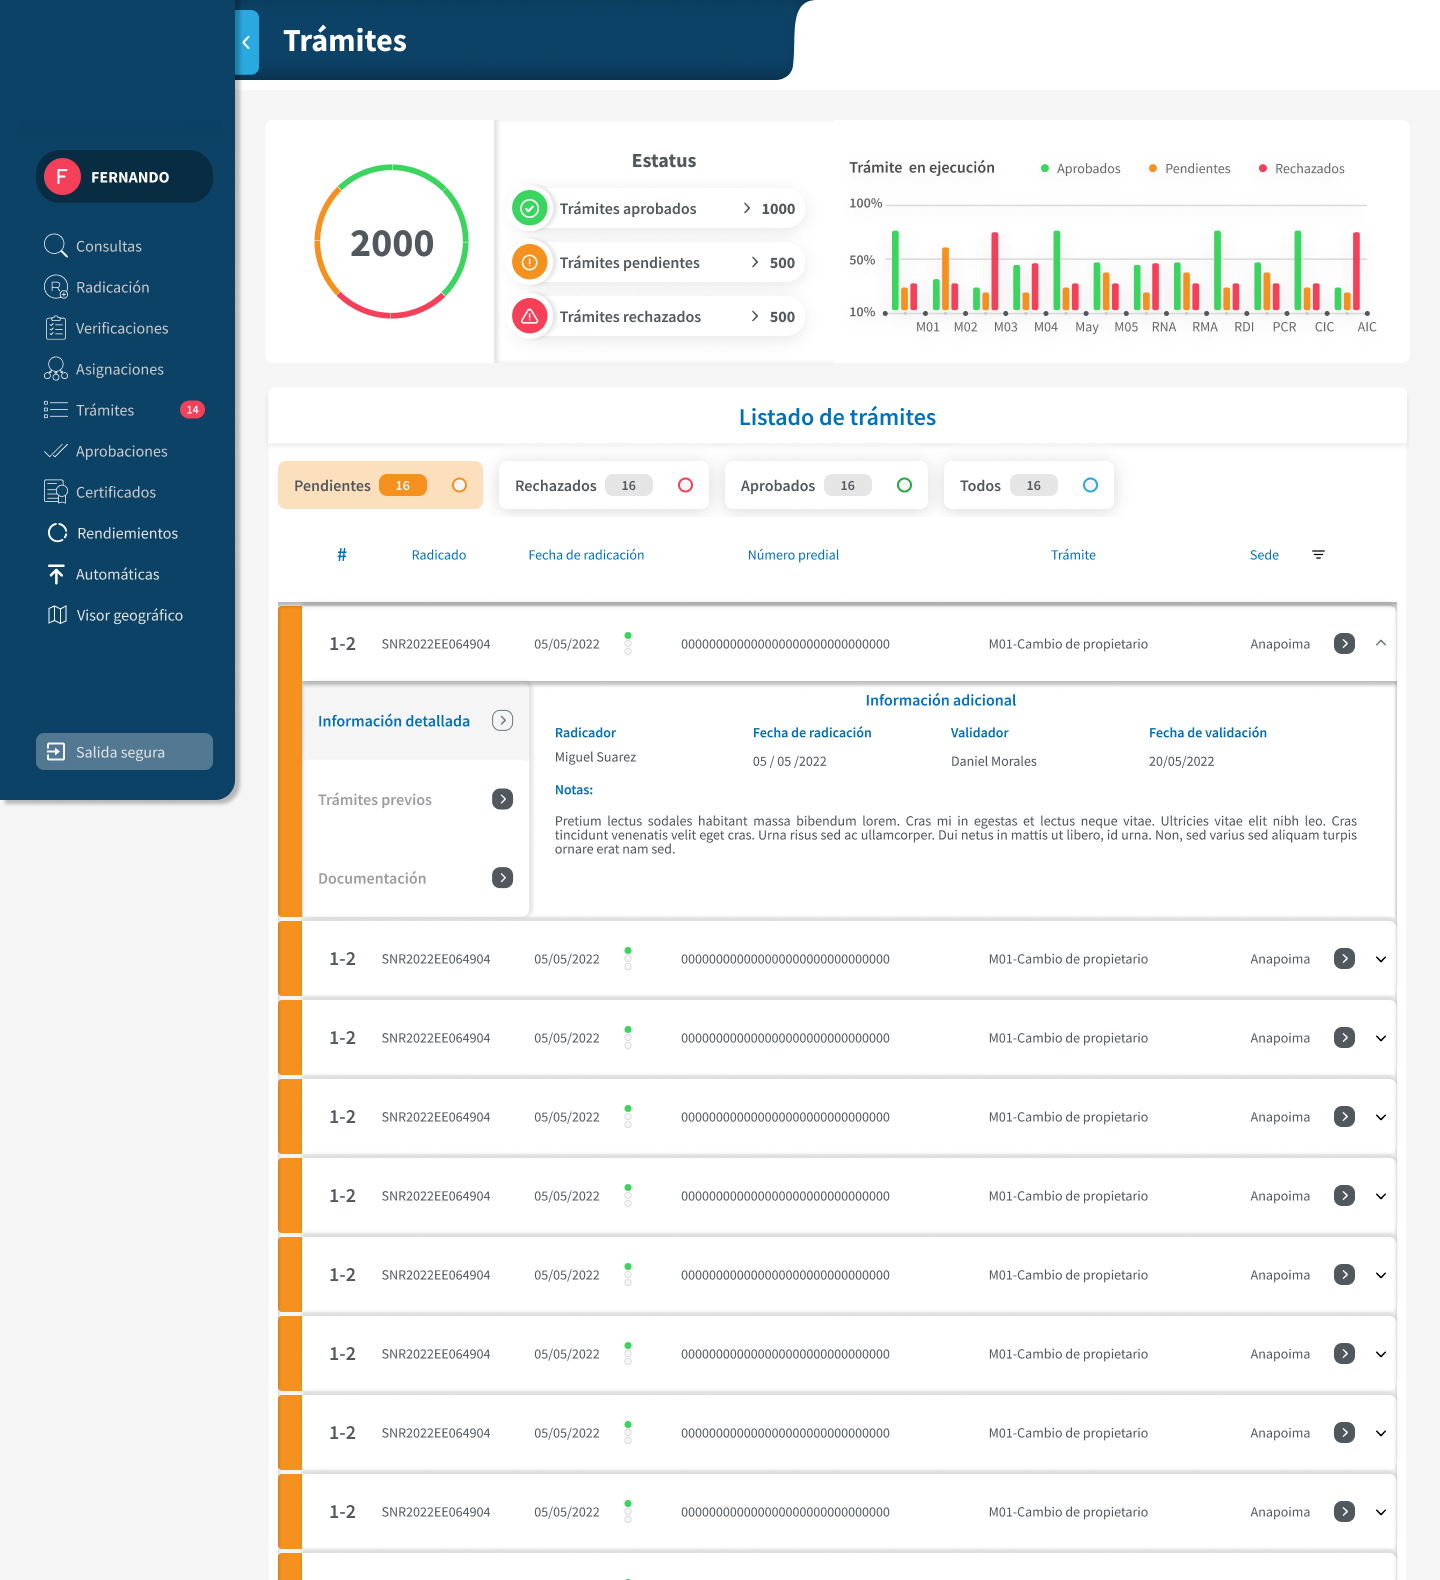 Trámites
F FERNANDO
Consultas
Radicación
Verificaciones
Asignaciones
Trámites 14
Aprobaciones
Certificados
Rendiemientos
Automáticas
Visor geográfico
Salida segura
2000
Estatus
Trámites aprobados 1000
Trámites pendientes 500
Trámites rechazados 500
Trámite en ejecución Aprobados Pendientes Rechazados
100%
50%
10%
M01 M02 M03 M04 May M05 RNA RMA RDI PCR CIC AIC
Listado de trámites
Pendientes 16 Rechazados 16 Aprobados 16 Todos 16
# Radicado Fecha de radicación Número predial Trámite Sede
1-2 SNR2022EE064904 05/05/2022 000000000000000000000000000000 M01-Cambio de propietario Anapoima
Información detallada
Trámites previos
Documentación
Información adicional
Radicador Fecha de radicación Validador Fecha de validación
Miguel Suarez 05 / 05 /2022 Daniel Morales 20/05/2022
Notas:
Pretium lectus sodales habitant massa bibendum lorem. Cras mi in egestas et lectus neque vitae. Ultricies vitae elit nibh leo. Cras
tincidunt venenatis velit eget cras. Urna risus sed ac ullamcorper. Dui netus in mattis ut libero, id urna. Non, sed varius sed aliquam turpis
ornare erat nam sed.
1-2 SNR2022EE064904 05/05/2022 000000000000000000000000000000 M01-Cambio de propietario Anapoima
1-2 SNR2022EE064904 05/05/2022 000000000000000000000000000000 M01-Cambio de propietario Anapoima
1-2 SNR2022EE064904 05/05/2022 000000000000000000000000000000 M01-Cambio de propietario Anapoima
1-2 SNR2022EE064904 05/05/2022 000000000000000000000000000000 M01-Cambio de propietario Anapoima
1-2 SNR2022EE064904 05/05/2022 000000000000000000000000000000 M01-Cambio de propietario Anapoima
1-2 SNR2022EE064904 05/05/2022 000000000000000000000000000000 M01-Cambio de propietario Anapoima
1-2 SNR2022EE064904 05/05/2022 000000000000000000000000000000 M01-Cambio de propietario Anapoima
1-2 SNR2022EE064904 05/05/2022 000000000000000000000000000000 M01-Cambio de propietario Anapoima